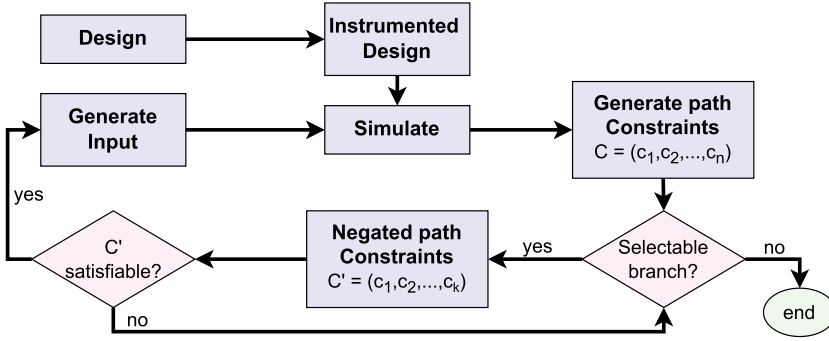 Design
Instrumented
Design
Generate
Input
Simulate
Generate path
Constraints
C = (c₁,c₂,...,cₙ)
yes
C'
satisfiable?
Negated path
Constraints
C' = (c₁,c₂,...,cₖ)
yes
Selectable
branch?
no
end
no